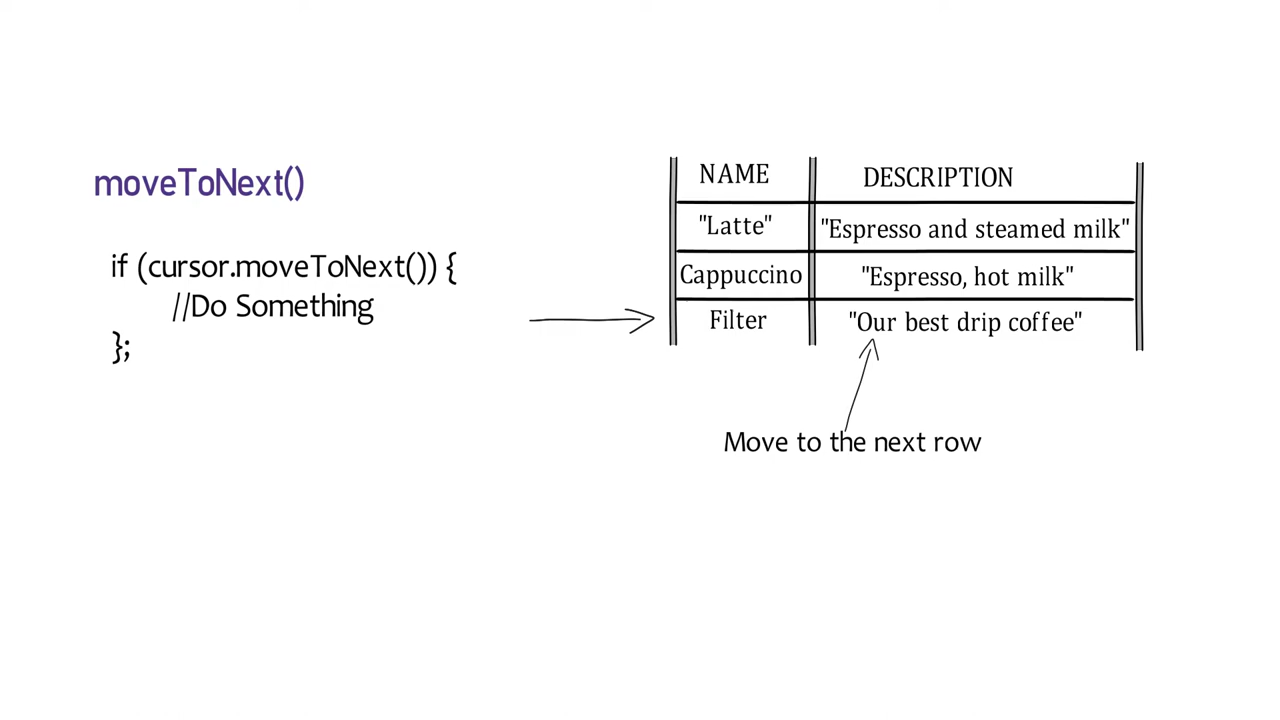 moveToNext()
if (cursor.moveToNext()) {
//Do Something
};
NAME DESCRIPTION
"Latte" "Espresso and steamed milk"
Cappuccino "Espresso, hot milk"
Filter "Our best drip coffee"
Move to the next row